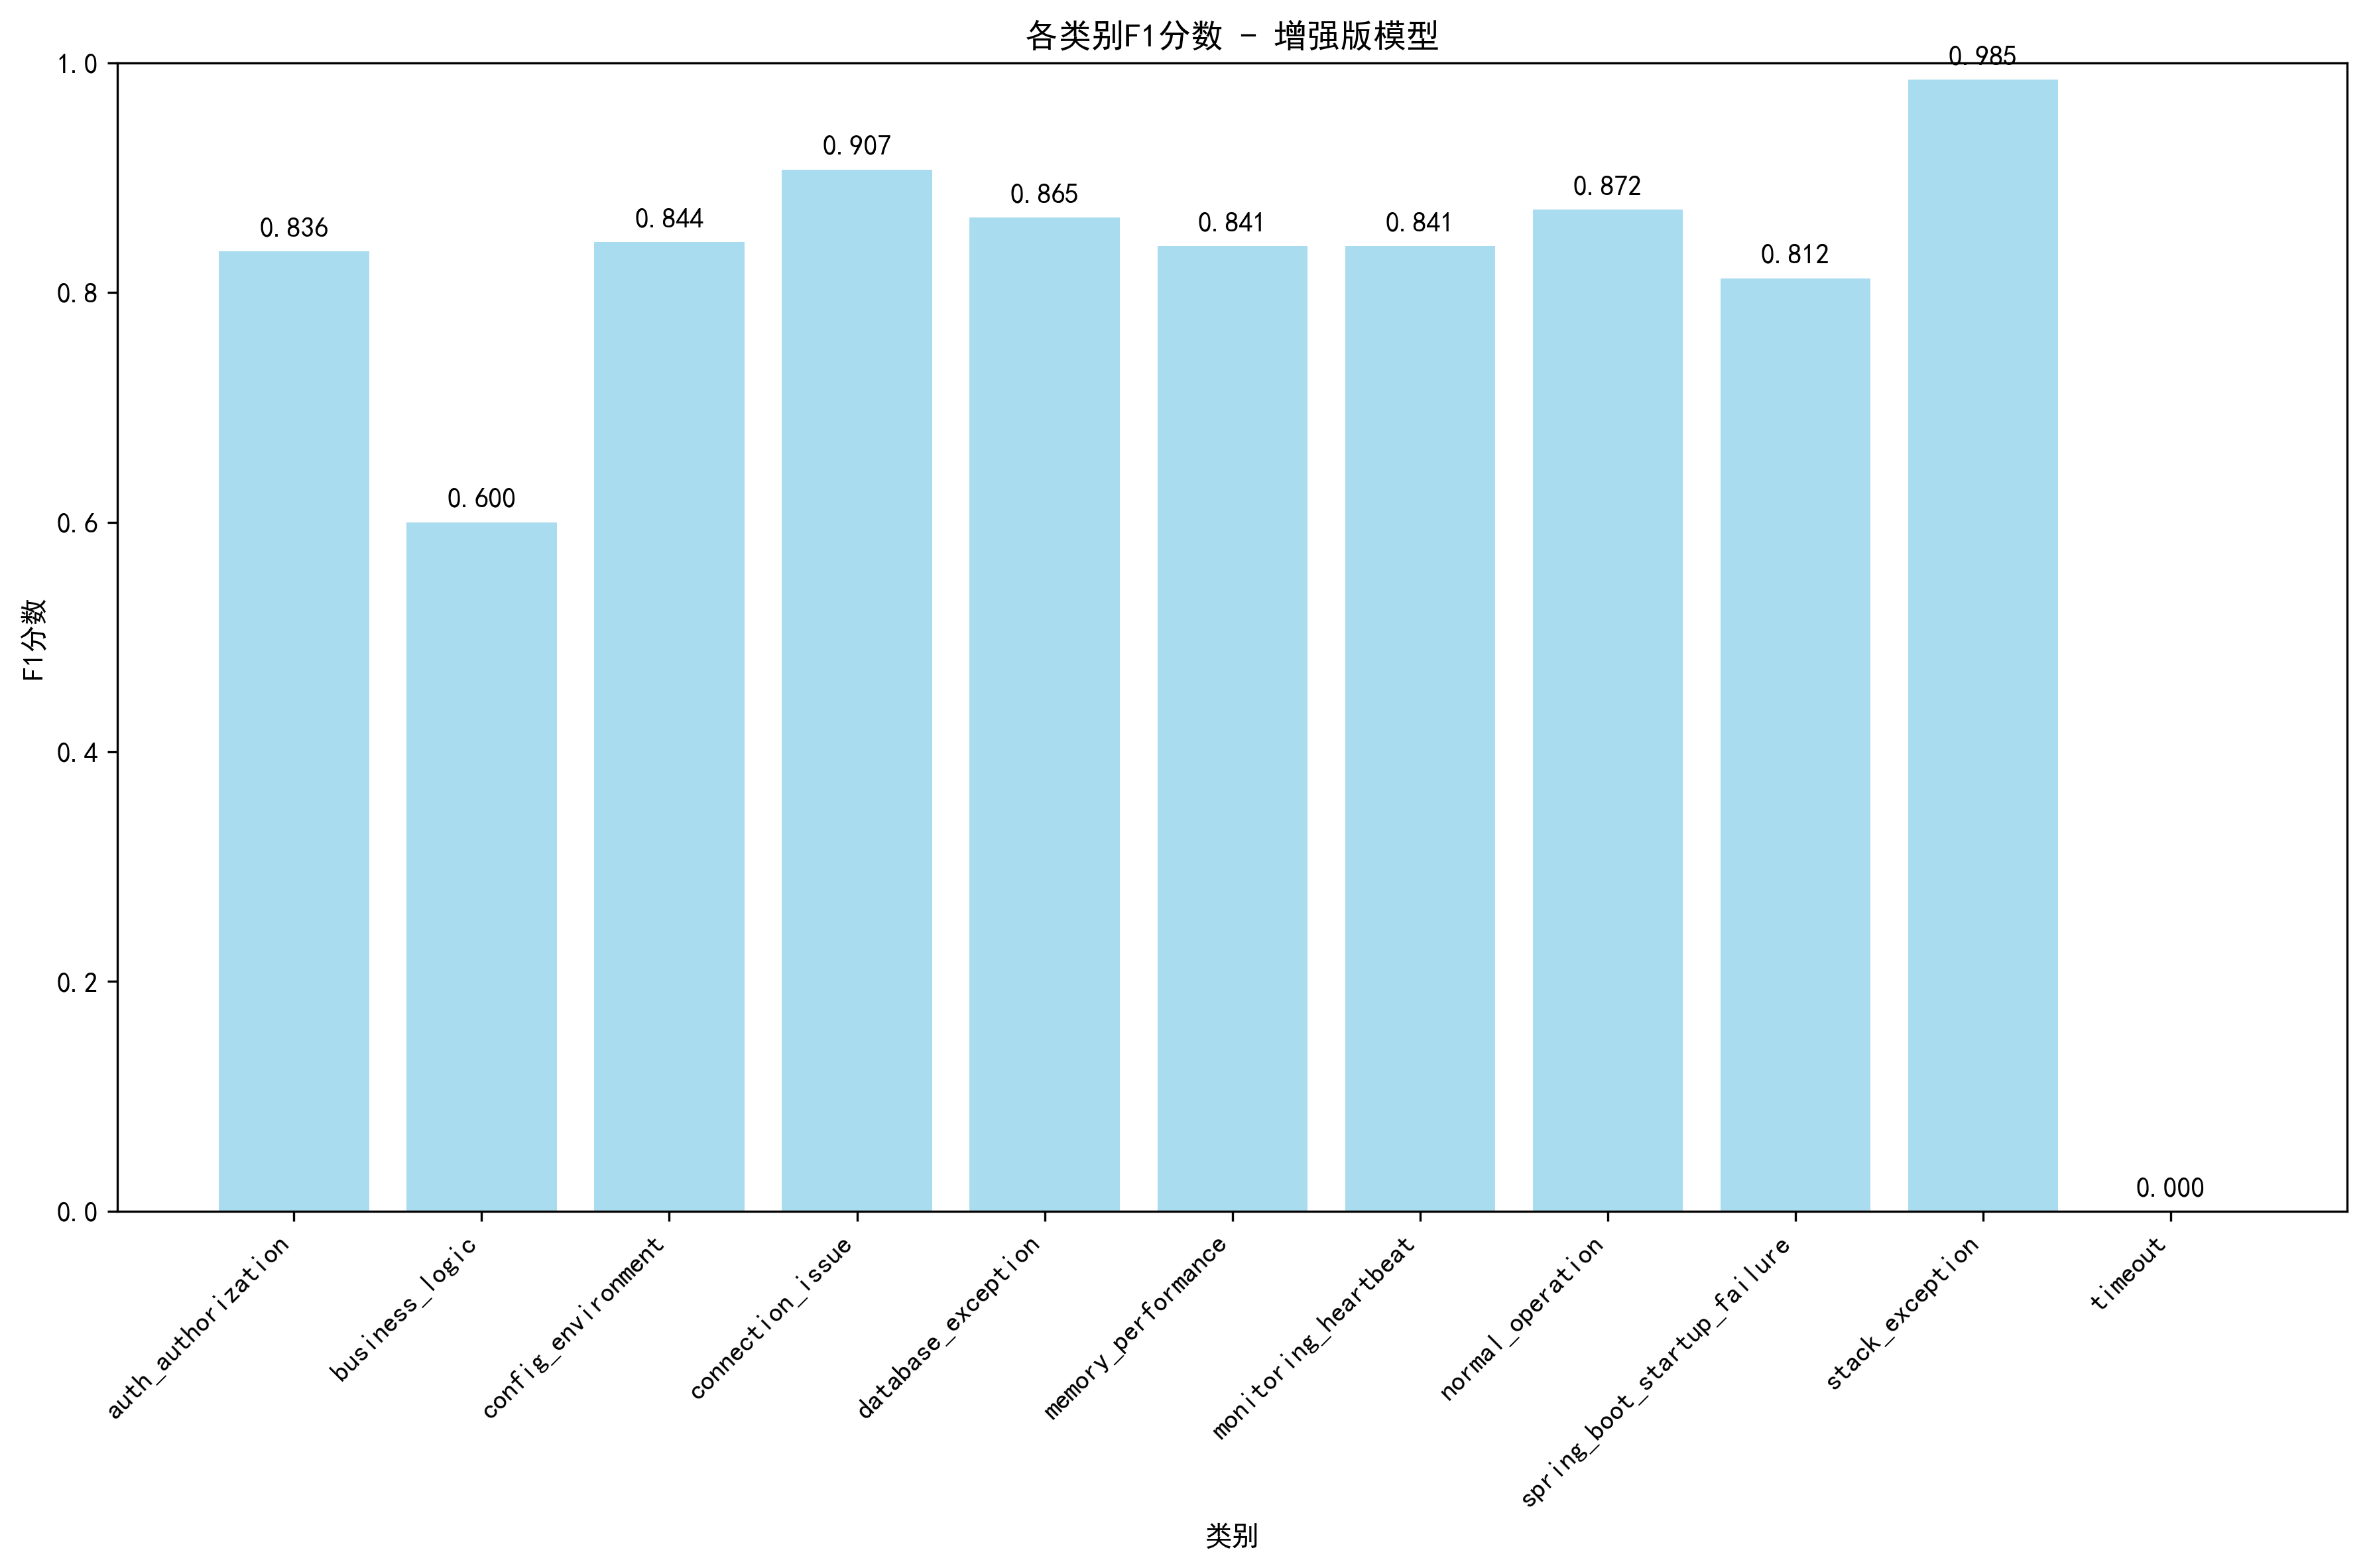 各类别F1分数 - 增强版模型
F1分数
1.0
0.8
0.6
0.4
0.2
0.0
0.836
0.600
0.844
0.907
0.865
0.841
0.841
0.872
0.812
0.985
0.000
auth_authorization
business_logic
config_environment
connection_issue
database_exception
memory_performance
monitoring_heartbeat
normal_operation
spring_boot_startup_failure
stack_exception
timeout
类别